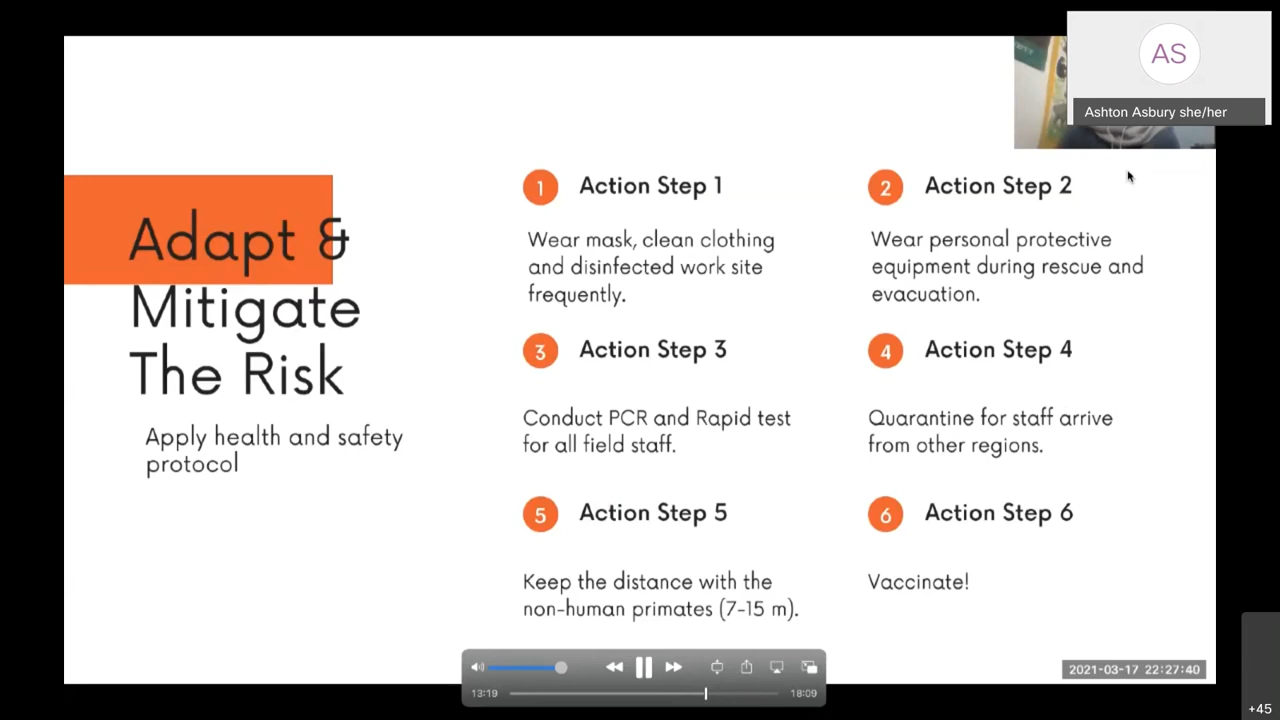 AS
Ashton Asbury she/her
Adapt &
Mitigate
The Risk
Apply health and safety
protocol
1 Action Step 1
Wear mask, clean clothing
and disinfected work site
frequently.
2 Action Step 2
Wear personal protective
equipment during rescue and
evacuation.
3 Action Step 3
Conduct PCR and Rapid test
for all field staff.
4 Action Step 4
Quarantine for staff arrive
from other regions.
5 Action Step 5
Keep the distance with the
non-human primates (7-15 m).
6 Action Step 6
Vaccinate!
13:19
18:09
2021-03-17 22:27:40
+45